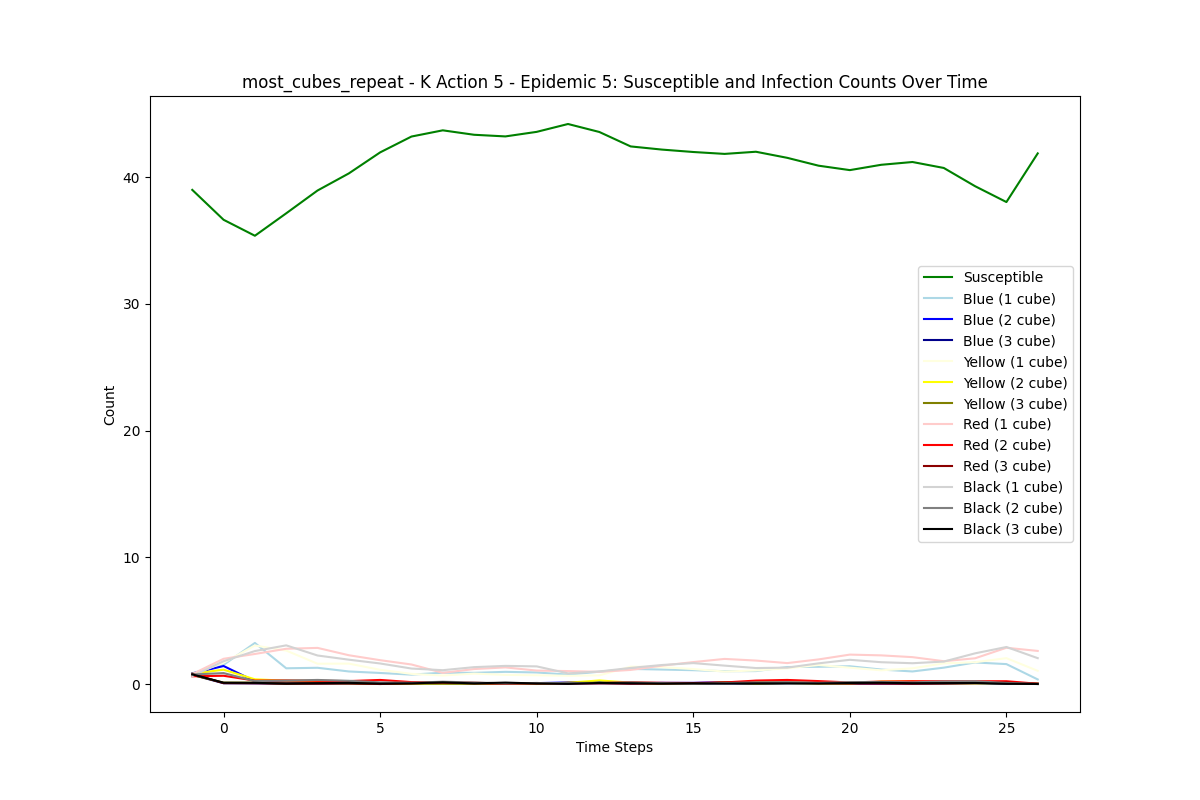 most_cubes_repeat - K Action 5 - Epidemic 5: Susceptible and Infection Counts Over Time
Count
40
30
20
10
0
Susceptible
Blue (1 cube)
Blue (2 cube)
Blue (3 cube)
Yellow (1 cube)
Yellow (2 cube)
Yellow (3 cube)
Red (1 cube)
Red (2 cube)
Red (3 cube)
Black (1 cube)
Black (2 cube)
Black (3 cube)
0 5 10 15 20 25
Time Steps